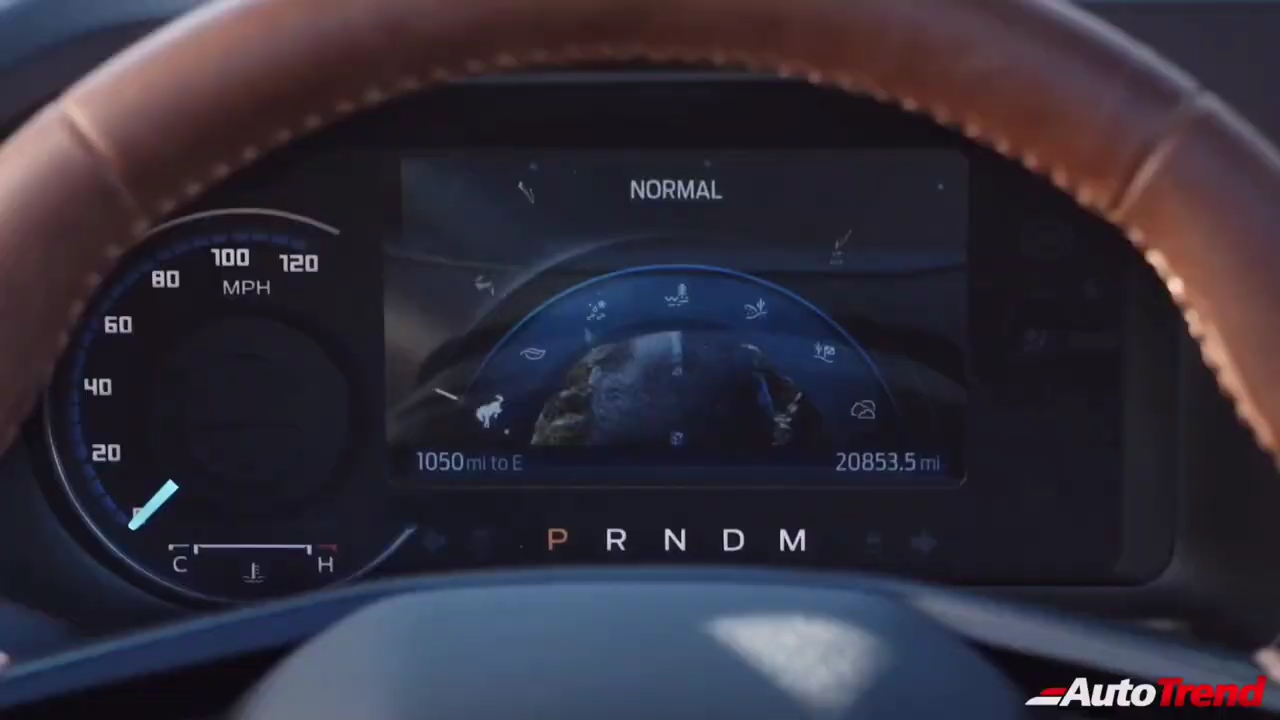 NORMAL
120
100
80
MPH
60
40
20
1050 mi to E
20853.5 mi
P R N D M
C H
AutoTrend